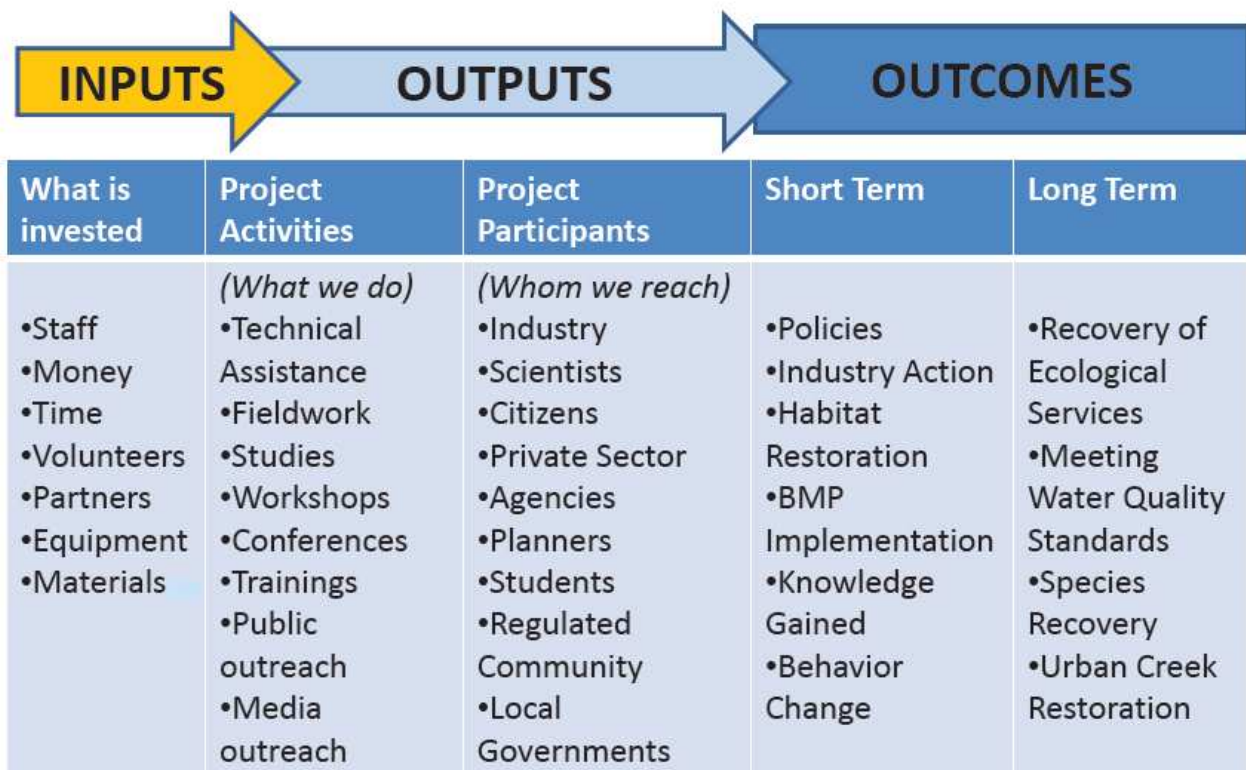 INPUTS
OUTPUTS
OUTCOMES
What is
invested
Project
Activities
Project
Participants
Short Term
Long Term
•Staff
•Money
•Time
•Volunteers
•Partners
•Equipment
•Materials
(What we do)
•Technical
Assistance
•Fieldwork
•Studies
•Workshops
•Conferences
•Trainings
•Public
outreach
•Media
outreach
(Whom we reach)
•Industry
•Scientists
•Citizens
•Private Sector
•Agencies
•Planners
•Students
•Regulated
Community
•Local
Governments
•Policies
•Industry Action
•Habitat
Restoration
•BMP
Implementation
•Knowledge
Gained
•Behavior
Change
•Recovery of
Ecological
Services
•Meeting
Water Quality
Standards
•Species
Recovery
•Urban Creek
Restoration